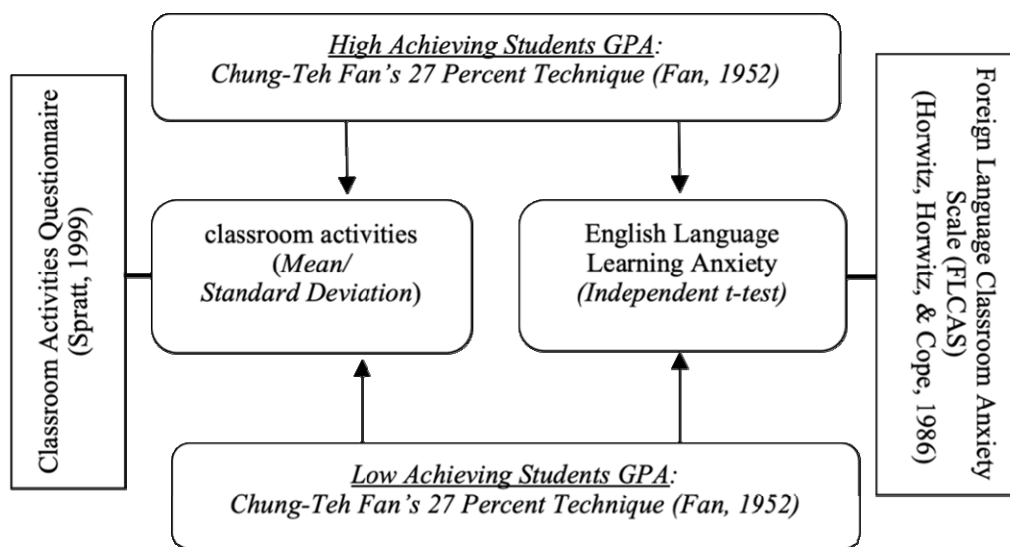 High Achieving Students GPA:
Chung-Teh Fan's 27 Percent Technique (Fan, 1952)
Classroom Activities Questionnaire
(Spratt, 1999)
classroom activities
(Mean/
Standard Deviation)
English Language
Learning Anxiety
(Independent t-test)
Foreign Language Classroom Anxiety
Scale (FLCAS)
(Horwitz, Horwitz, & Cope, 1986)
Low Achieving Students GPA:
Chung-Teh Fan's 27 Percent Technique (Fan, 1952)